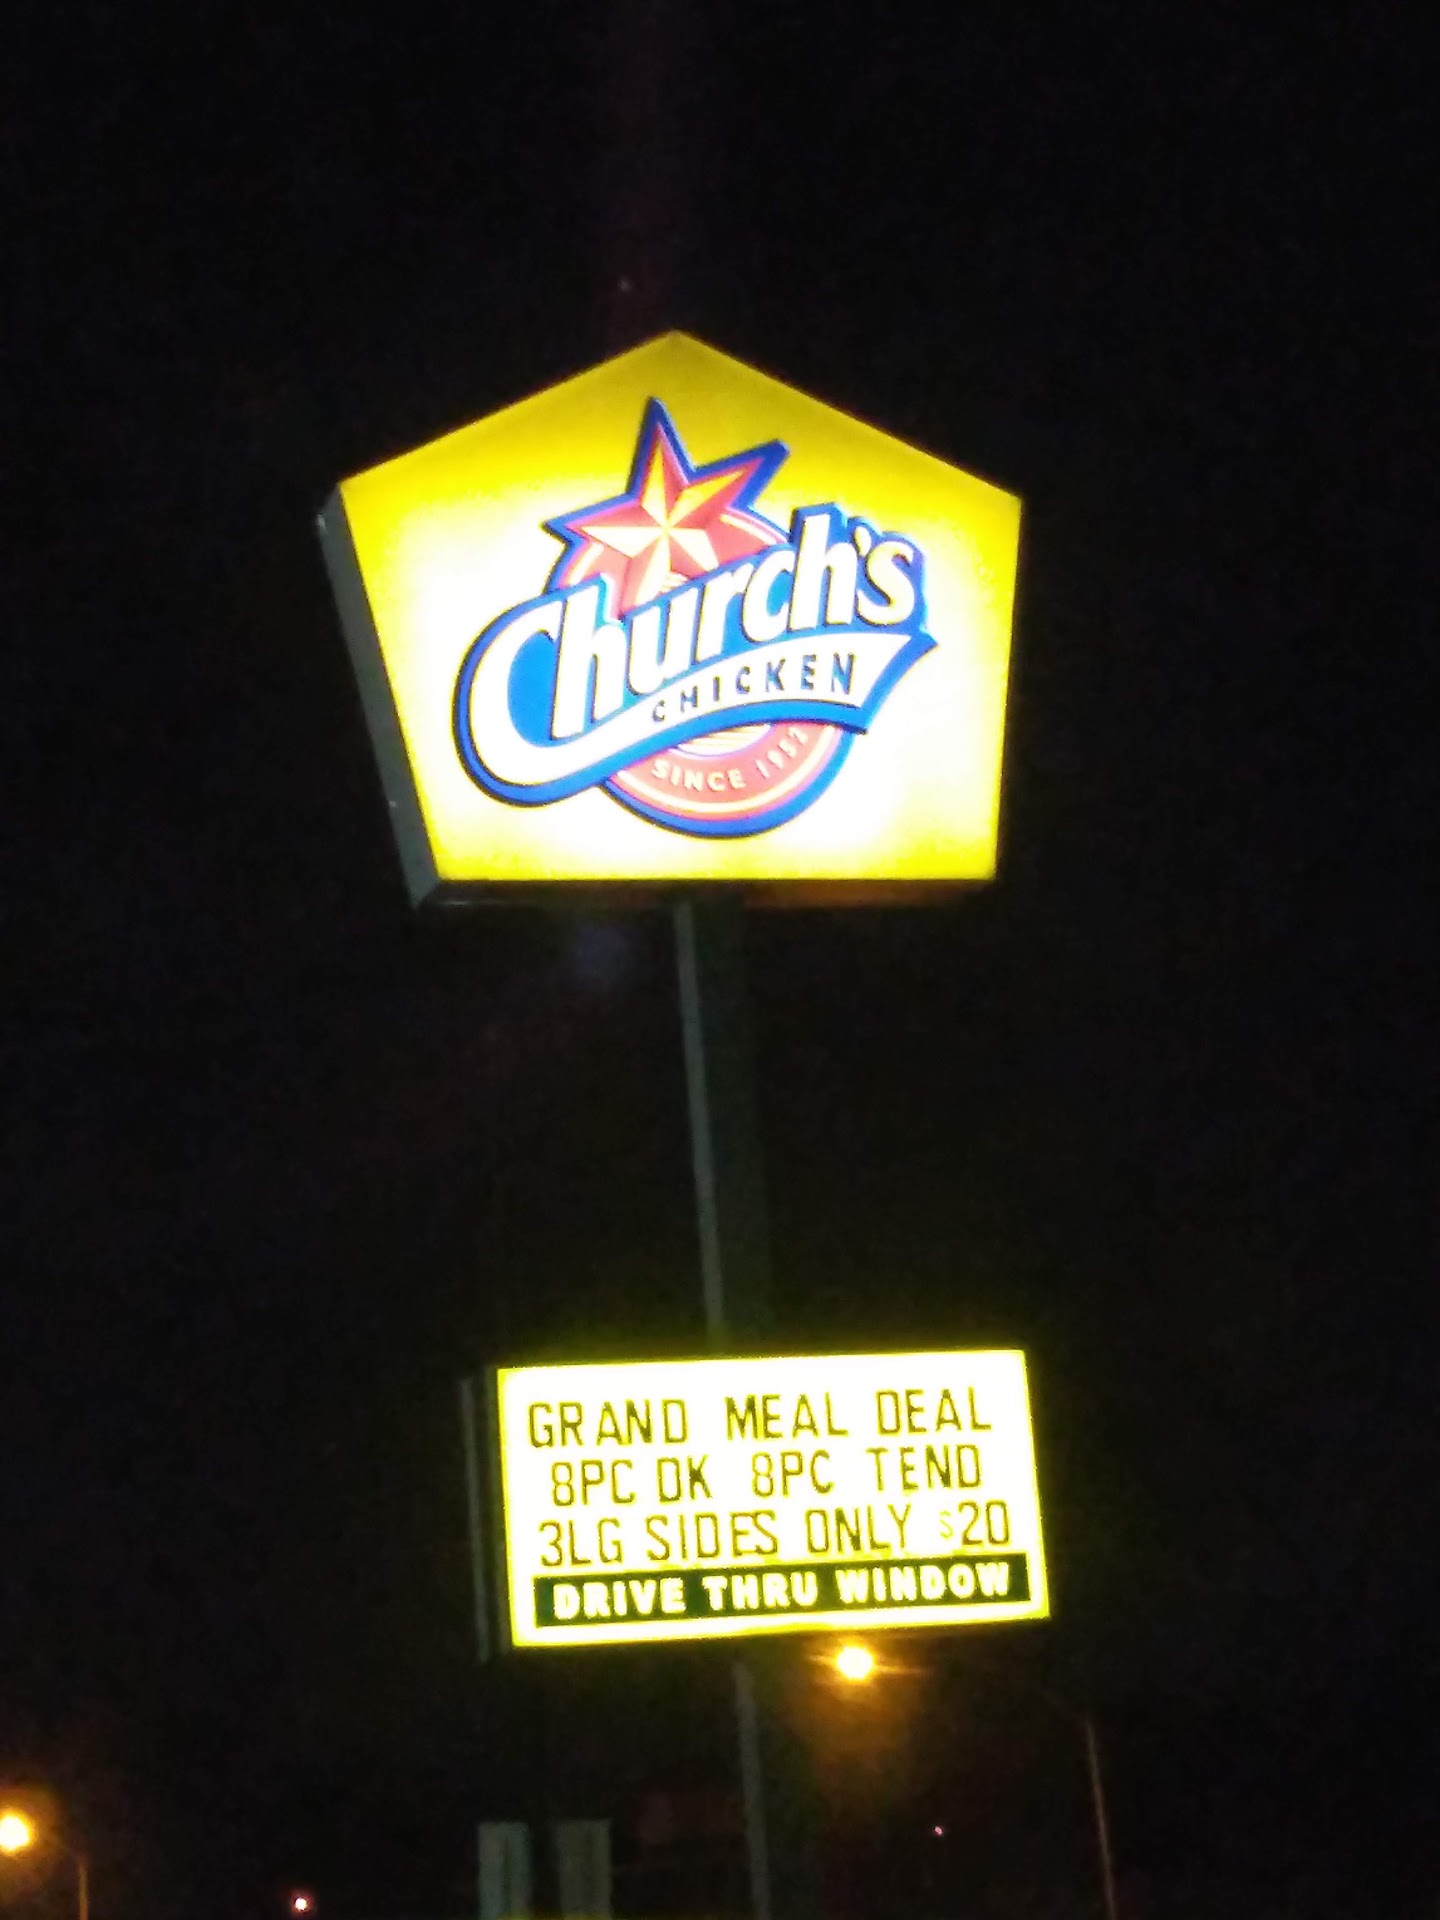 Church's
CHICKEN
SINCE 1952
GRAND MEAL DEAL
8PC DK 8PC TEND
3LG SIDES ONLY $20
DRIVE THRU WINDOW